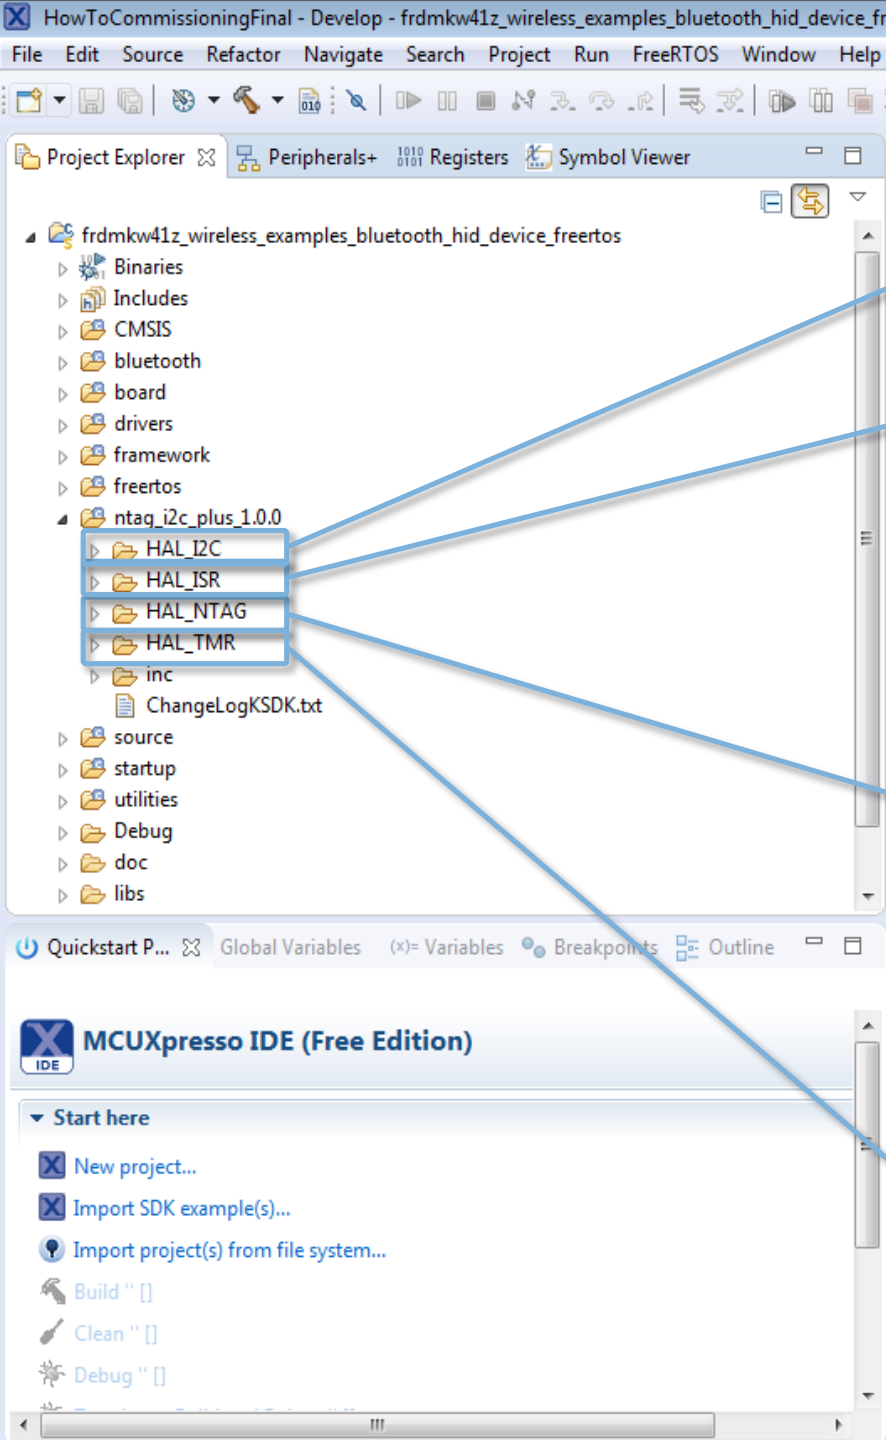 HowToCommissioningFinal - Develop - frdmkw41z_wireless_examples_bluetooth_hid_device_fr
File Edit Source Refactor Navigate Search Project Run FreeRTOS Window Help
Project Explorer Peripherals+ Registers Symbol Viewer
frdmkw41z_wireless_examples_bluetooth_hid_device_freertos
Binaries
Includes
CMSIS
bluetooth
board
drivers
framework
freertos
ntag_i2c_plus_1.0.0
HAL_I2C
HAL_ISR
HAL_NTAG
HAL_TMR
inc
ChangeLogKSDK.txt
source
startup
utilities
Debug
doc
libs
Quickstart P... Global Variables (x)= Variables Breakpoints Outline
IDE
MCUXpresso IDE (Free Edition)
Start here
New project...
Import SDK example(s)...
Import project(s) from file system...
Build '' []
Clean '' []
Debug '' []